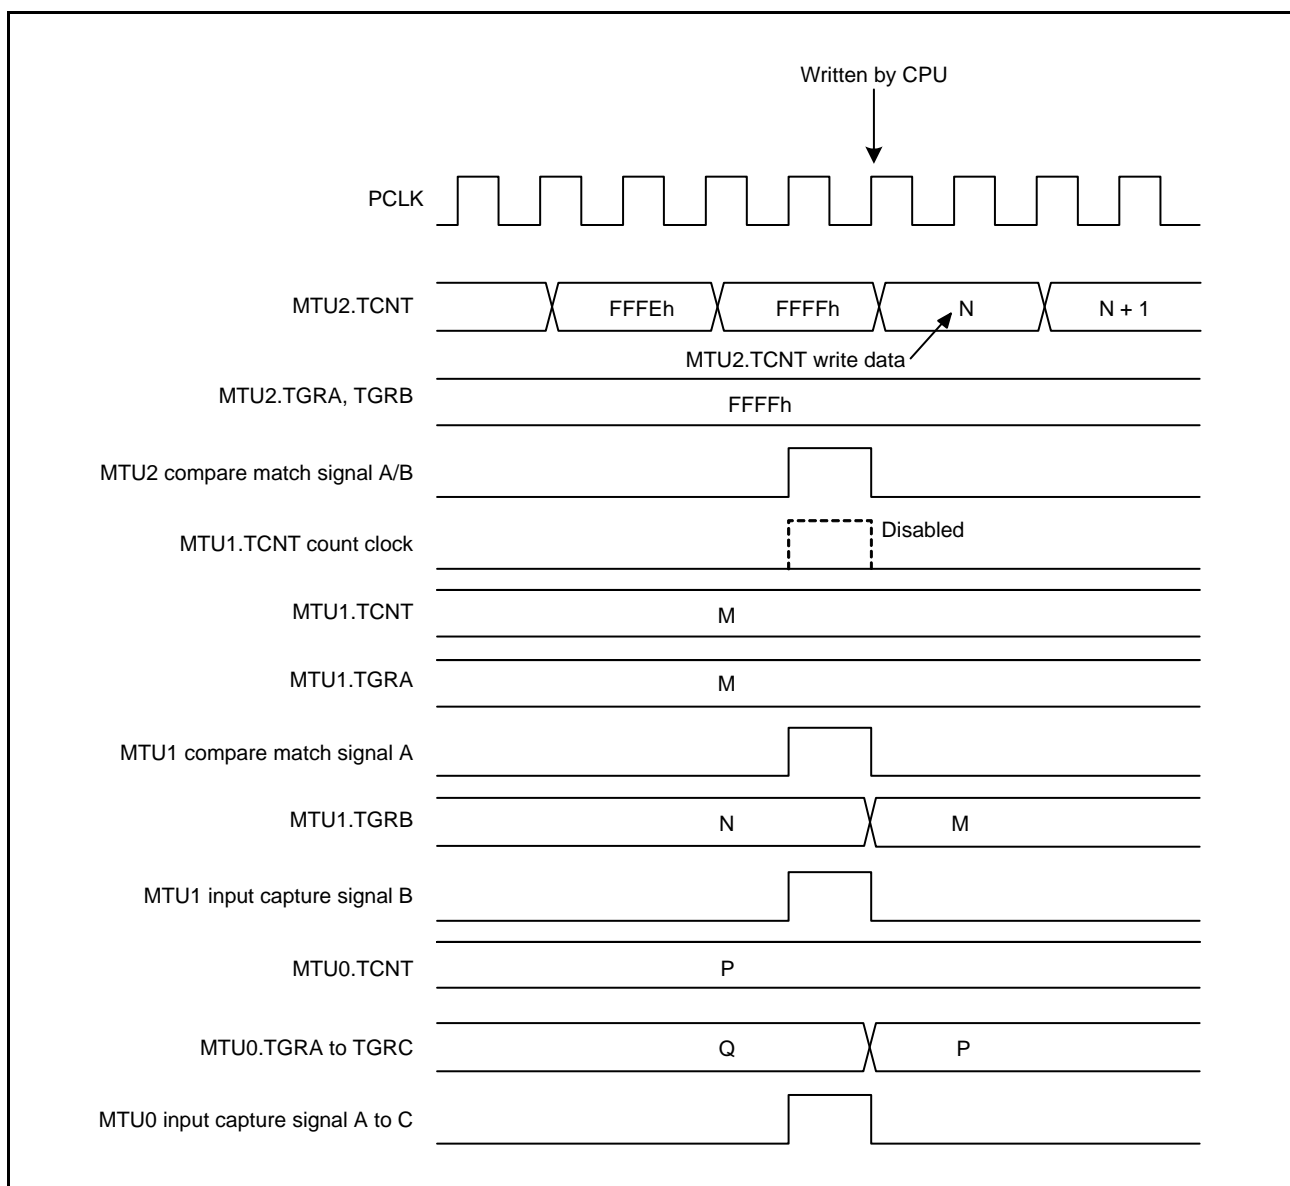 Written by CPU
PCLK
MTU2.TCNT FFFEh FFFFh N N + 1
MTU2.TCNT write data
MTU2.TGRA, TGRB FFFFh
MTU2 compare match signal A/B
MTU1.TCNT count clock Disabled
MTU1.TCNT M
MTU1.TGRA M
MTU1 compare match signal A
MTU1.TGRB N M
MTU1 input capture signal B
MTU0.TCNT P
MTU0.TGRA to TGRC Q P
MTU0 input capture signal A to C